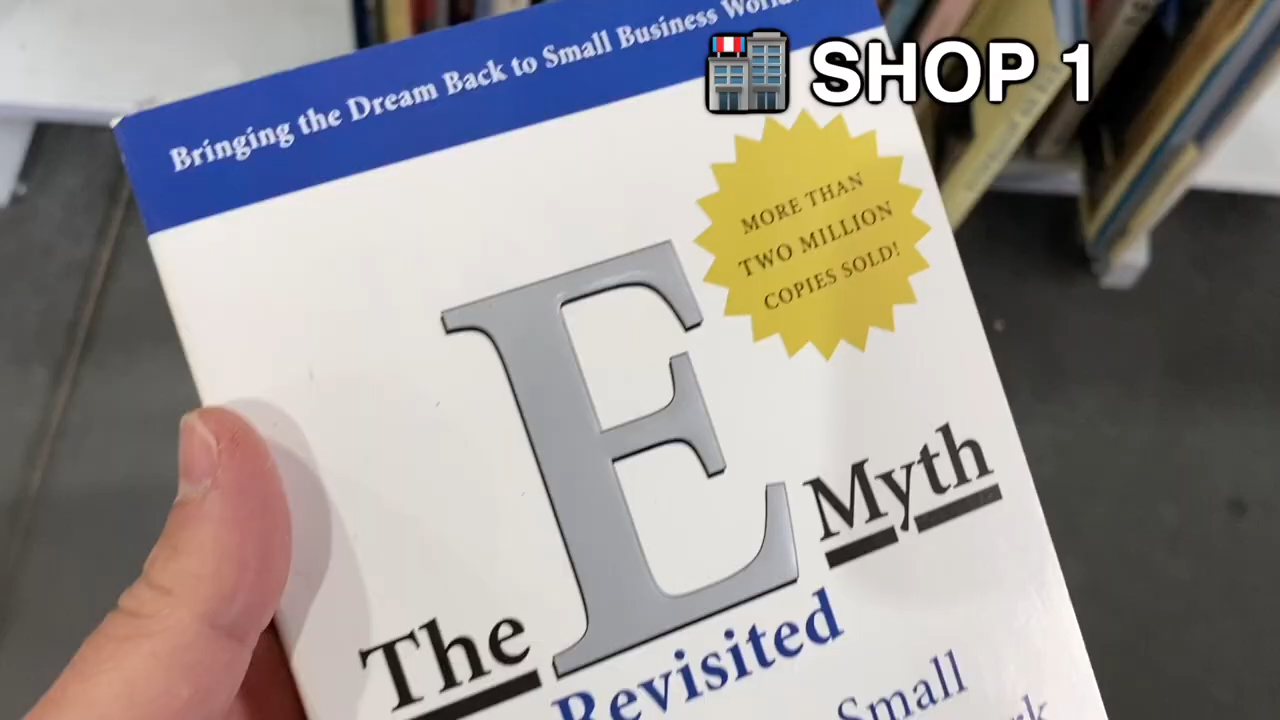 SHOP 1
Bringing the Dream Back to Small Business World
MORE THAN
TWO MILLION
COPIES SOLD!
The E Myth
Revisited
Small